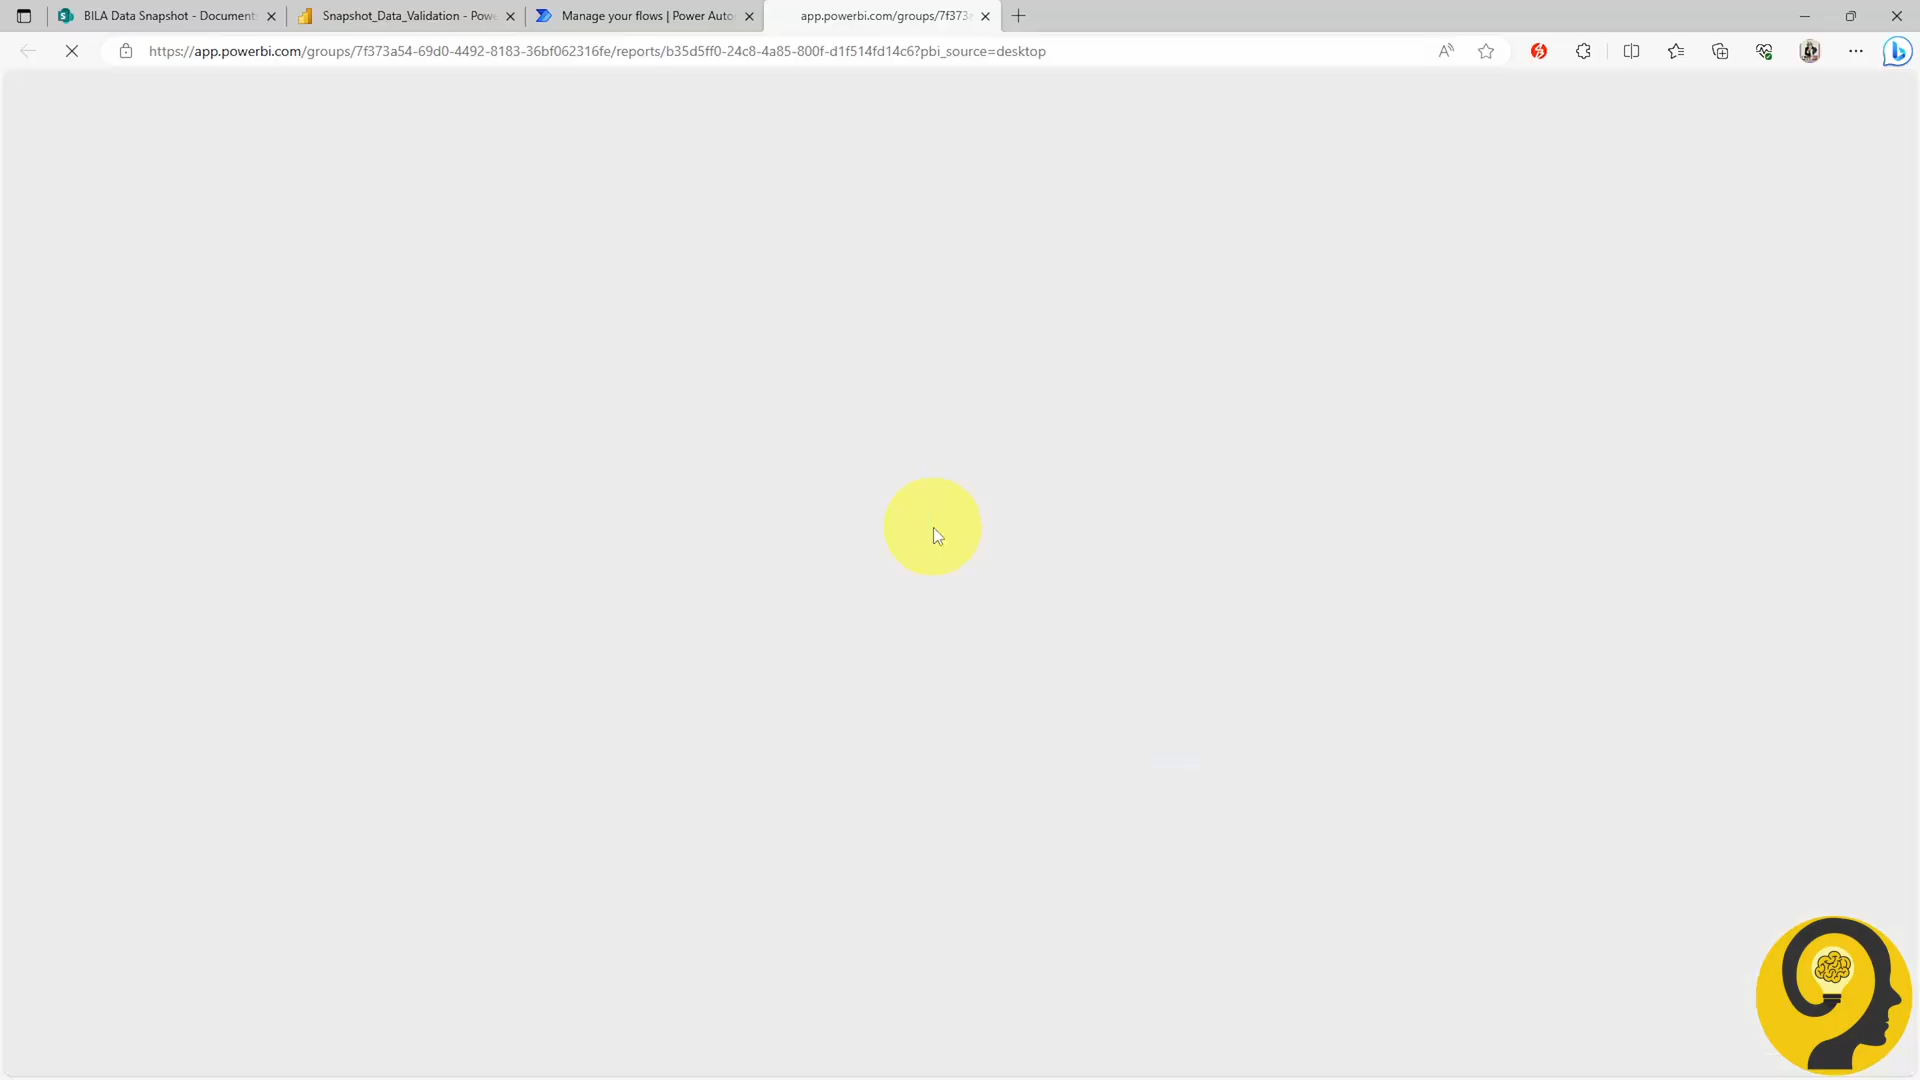 BILA Data Snapshot - Document
Snapshot_Data_Validation - Powe
Manage your flows | Power Auto
app.powerbi.com/groups/7f373
https://app.powerbi.com/groups/7f373a54-69d0-4492-8183-36bf062316fe/reports/b35d5ff0-24c8-4a85-800f-d1f514fd14c6?pbi_source=desktop